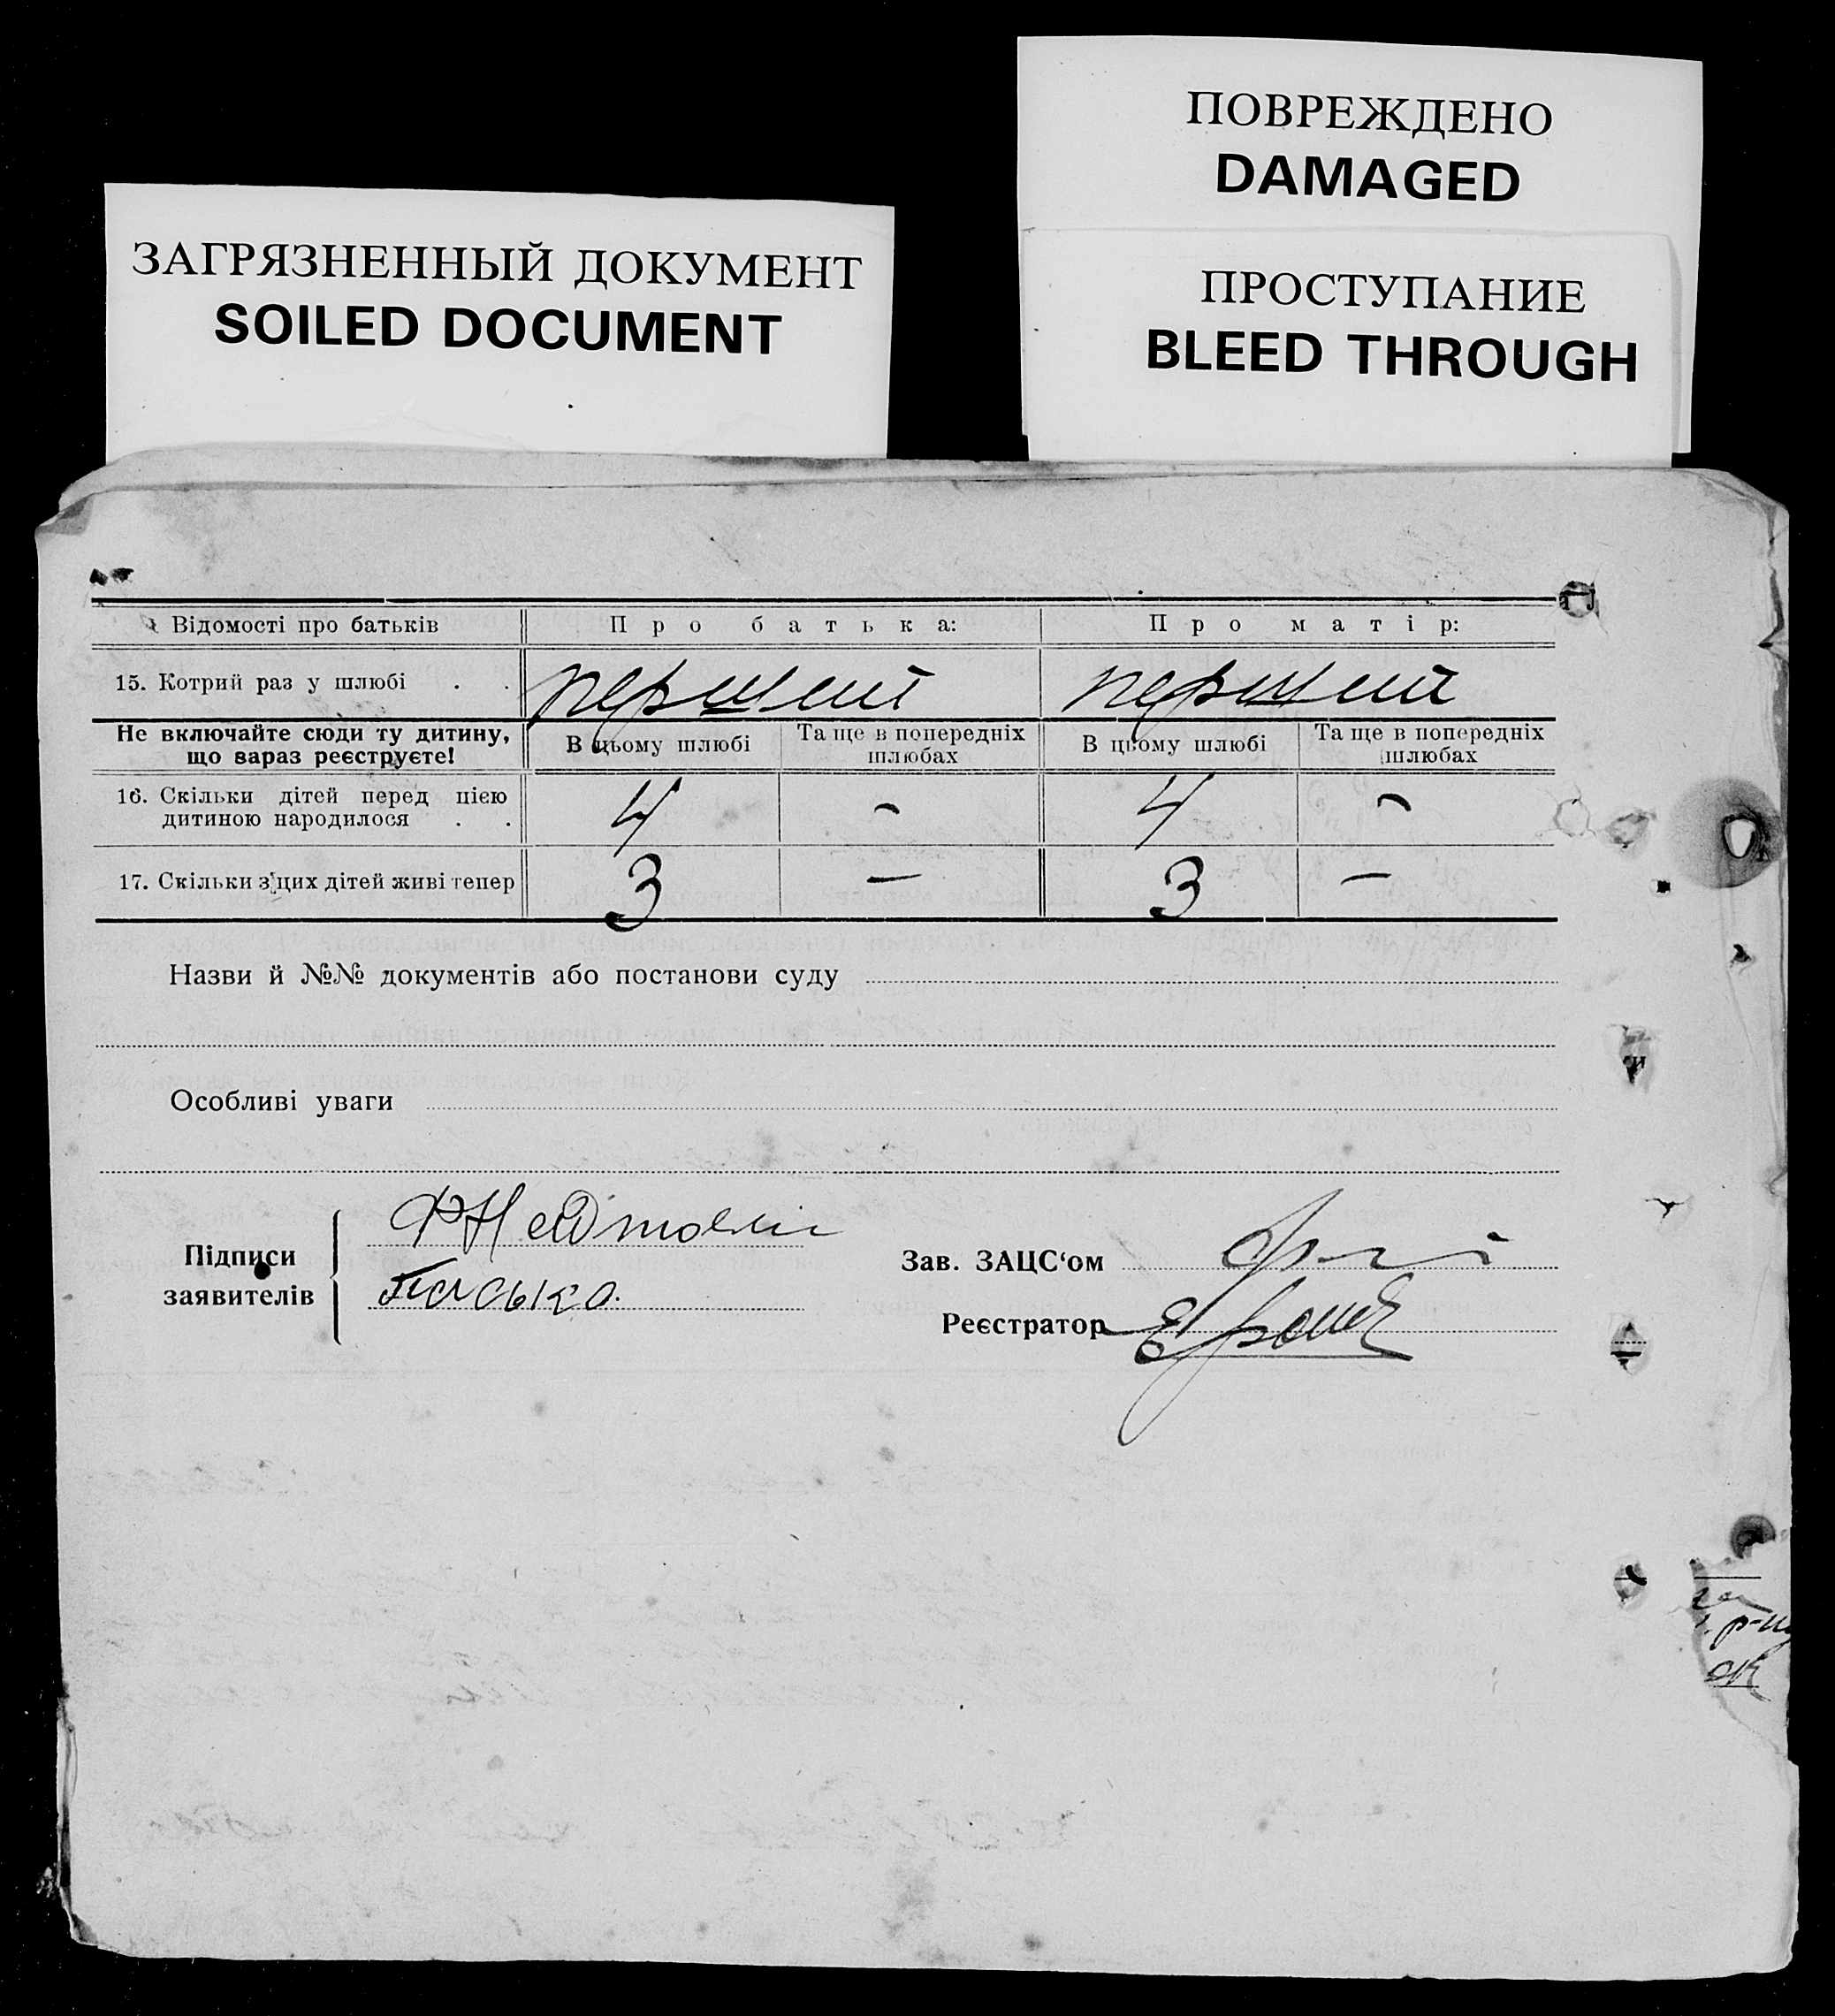 ПОВРЕЖДЕНО
DAMAGED
ЗАГРЯЗНЕННЫЙ ДОКУМЕНТ
SOILED DOCUMENT
ПРОСТУПАНИЕ
BLEED THROUGH
Відомості про батьків Про батька: Про матір:
15. Котрий раз у шлюбі . . перший перший
Не включайте сюди ту дитину, що вараз реєструєте! В цьому шлюбі Та ще в попередніх шлюбах В цьому шлюбі Та ще в попередніх шлюбах
16. Скільки дітей перед цією
дитиною народилося . . 4 – 4 –
17. Скільки з цих дітей живі тепер 3 – 3 –
Назви й №№ документів або постанови суду
Особливі уваги
Підписи
заявителів
Зав. ЗАЦС‘ом
Реєстратор